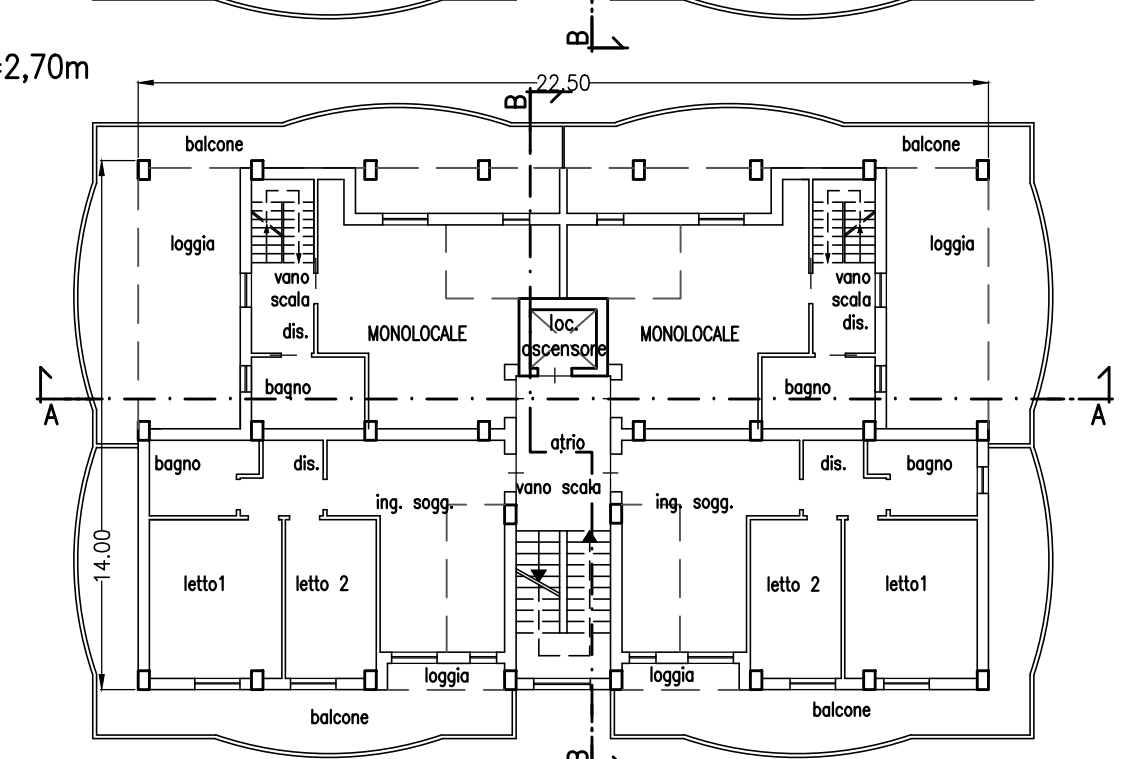 B
=2,70m
22.50
B
balcone
balcone
loggia
loggia
vano
scala
dis.
vano
scala
dis.
MONOLOCALE
loc.
ascensore
MONOLOCALE
bagno
bagno
A
A
atrio
bagno
dis.
dis.
bagno
vano scala
ing. sogg.
ing. sogg.
14.00
letto1
letto 2
letto 2
letto1
loggia
loggia
balcone
balcone
B